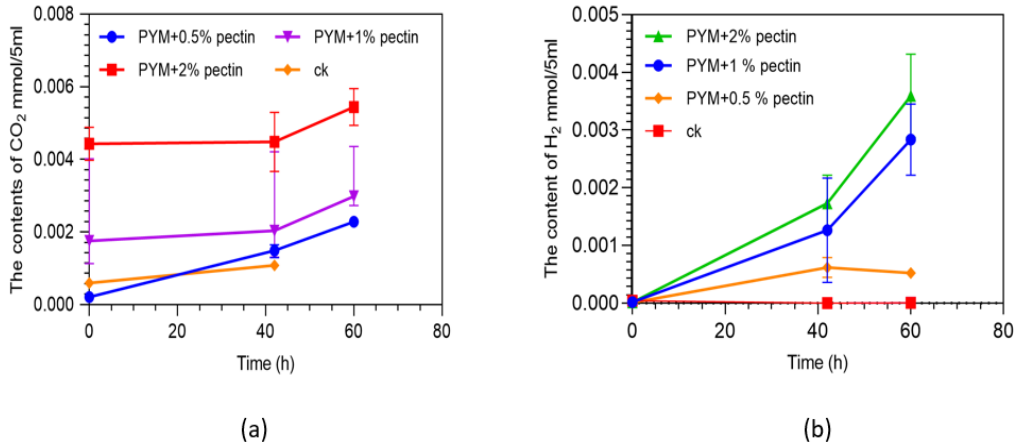 The contents of CO2 mmol/5ml
0.008
0.006
0.004
0.002
0.000
PYM+0.5% pectin
PYM+1% pectin
PYM+2% pectin
ck
0
20
40
60
80
Time (h)
(a)
The content of H2 mmol/5ml
0.005
0.004
0.003
0.002
0.001
0.000
PYM+2% pectin
PYM+1 % pectin
PYM+0.5 % pectin
ck
0
20
40
60
80
Time (h)
(b)